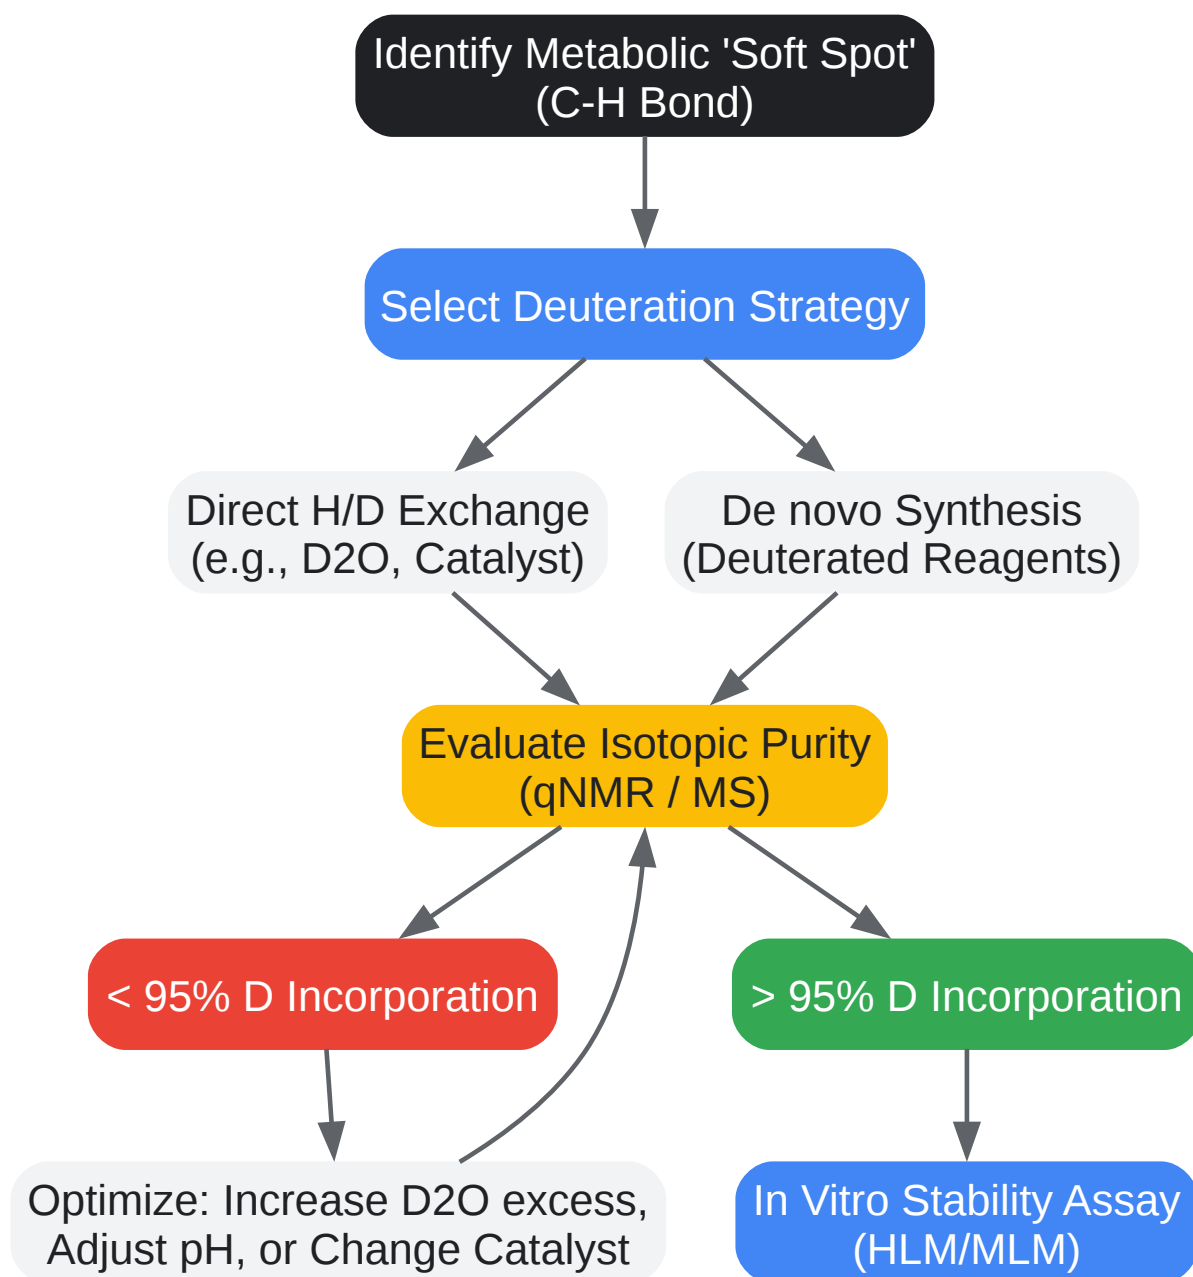 Identify Metabolic 'Soft Spot'
(C-H Bond)
Select Deuteration Strategy
Direct H/D Exchange
(e.g., D2O, Catalyst)
De novo Synthesis
(Deuterated Reagents)
Evaluate Isotopic Purity
(qNMR / MS)
< 95% D Incorporation
> 95% D Incorporation
Optimize: Increase D2O excess,
Adjust pH, or Change Catalyst
In Vitro Stability Assay
(HLM/MLM)